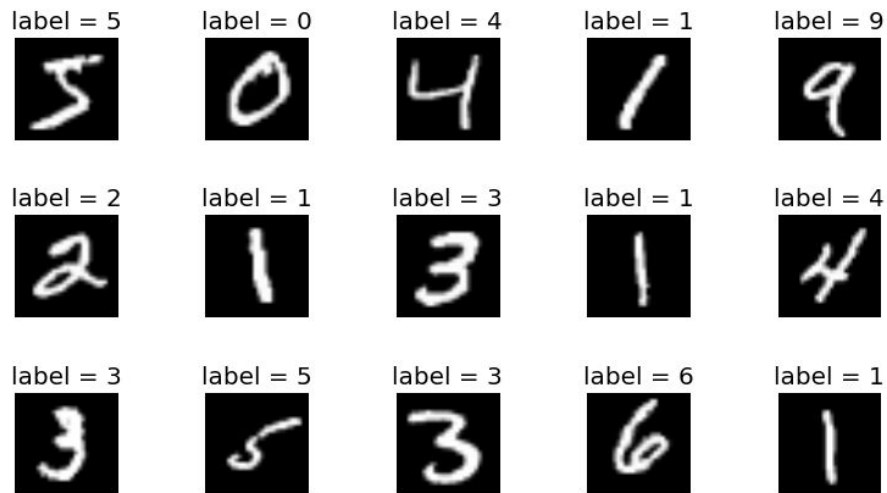 label = 5 label = 0 label = 4 label = 1 label = 9
5 0 4 1 9
label = 2 label = 1 label = 3 label = 1 label = 4
2 1 3 1 4
label = 3 label = 5 label = 3 label = 6 label = 1
3 5 3 6 1